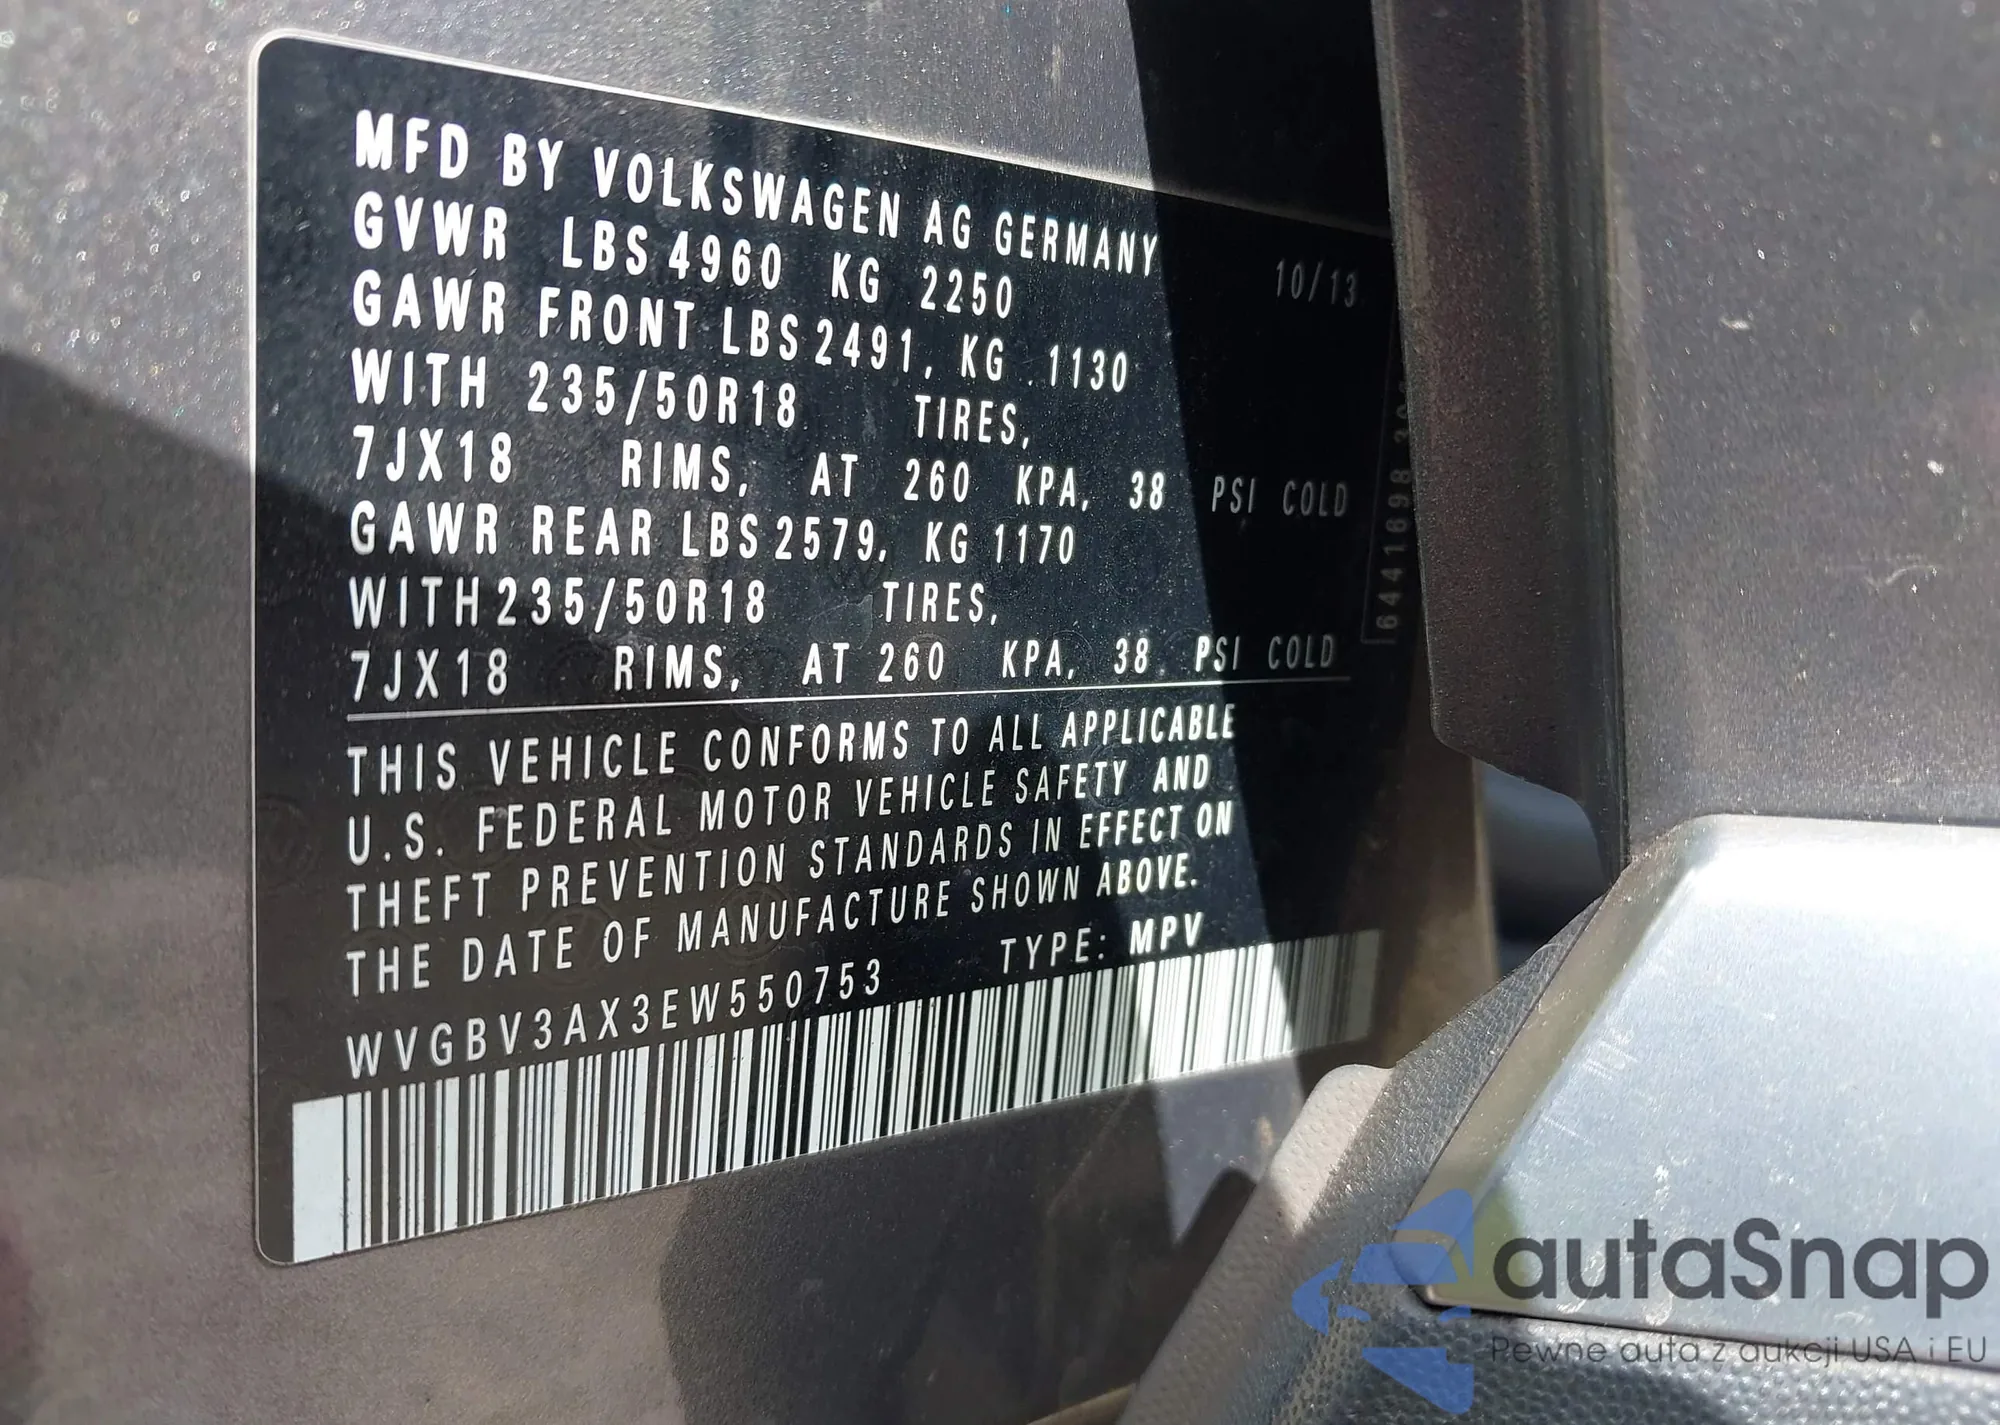 MFD BY VOLKSWAGEN AG GERMANY
GVWR LBS 4960 KG 2250 10/13
GAWR FRONT LBS 2491, KG 1130
WITH 235/50R18 TIRES,
7JX18 RIMS, AT 260 KPA, 38 PSI COLD
GAWR REAR LBS 2579, KG 1170
WITH 235/50R18 TIRES,
7JX18 RIMS, AT 260 KPA, 38 PSI COLD
THIS VEHICLE CONFORMS TO ALL APPLICABLE
U.S. FEDERAL MOTOR VEHICLE SAFETY AND
THEFT PREVENTION STANDARDS IN EFFECT ON
THE DATE OF MANUFACTURE SHOWN ABOVE.
WVGBV3AX3EW550753 TYPE: MPV
6441698
autaSnap
Pewne auta z aukcji USA i EU